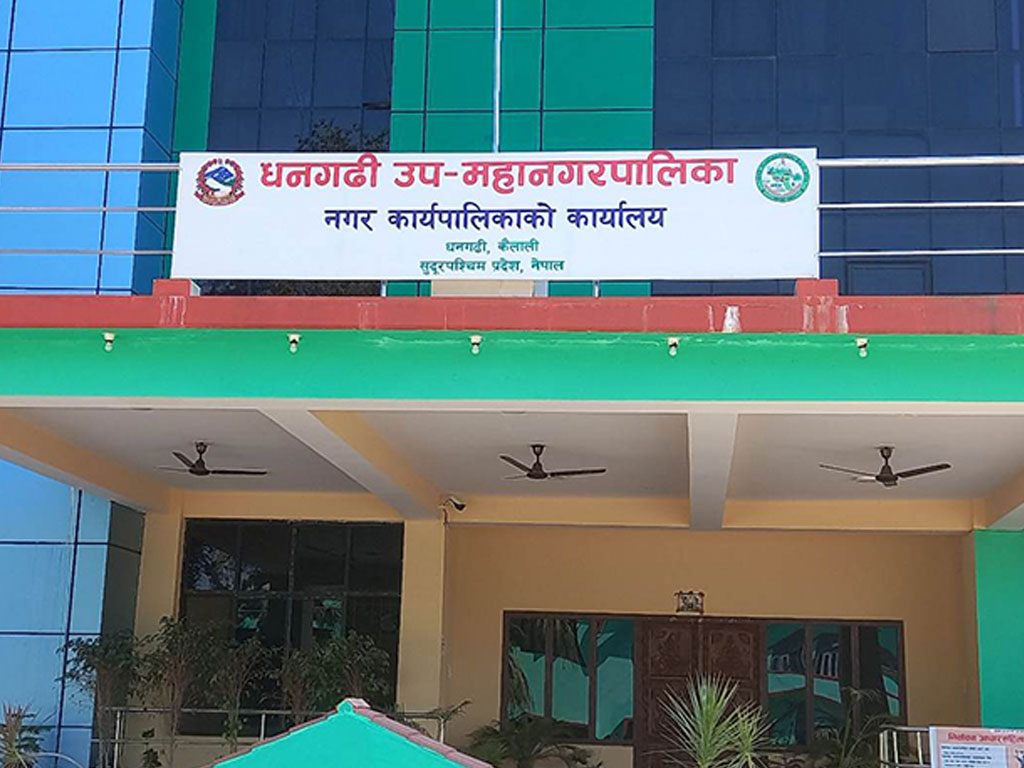 धनगढी उप-महानगरपालिका
नगर कार्यपालिकाको कार्यालय
धनगढी, कैलाली
सुदूरपश्चिम प्रदेश, नेपाल